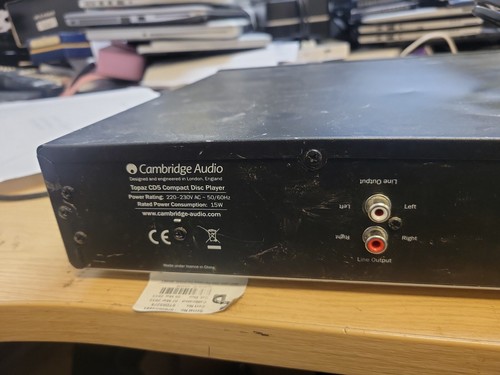 Cambridge Audio
Designed and engineered in London, England
Topaz CD5 Compact Disc Player
Power Rating: 220-230V AC ~ 50/60Hz
Rated Power Consumption: 15W
www.cambridge-audio.com
CE
Made under licence in China
Line Output
Left
Left
Right
Right
Line Output